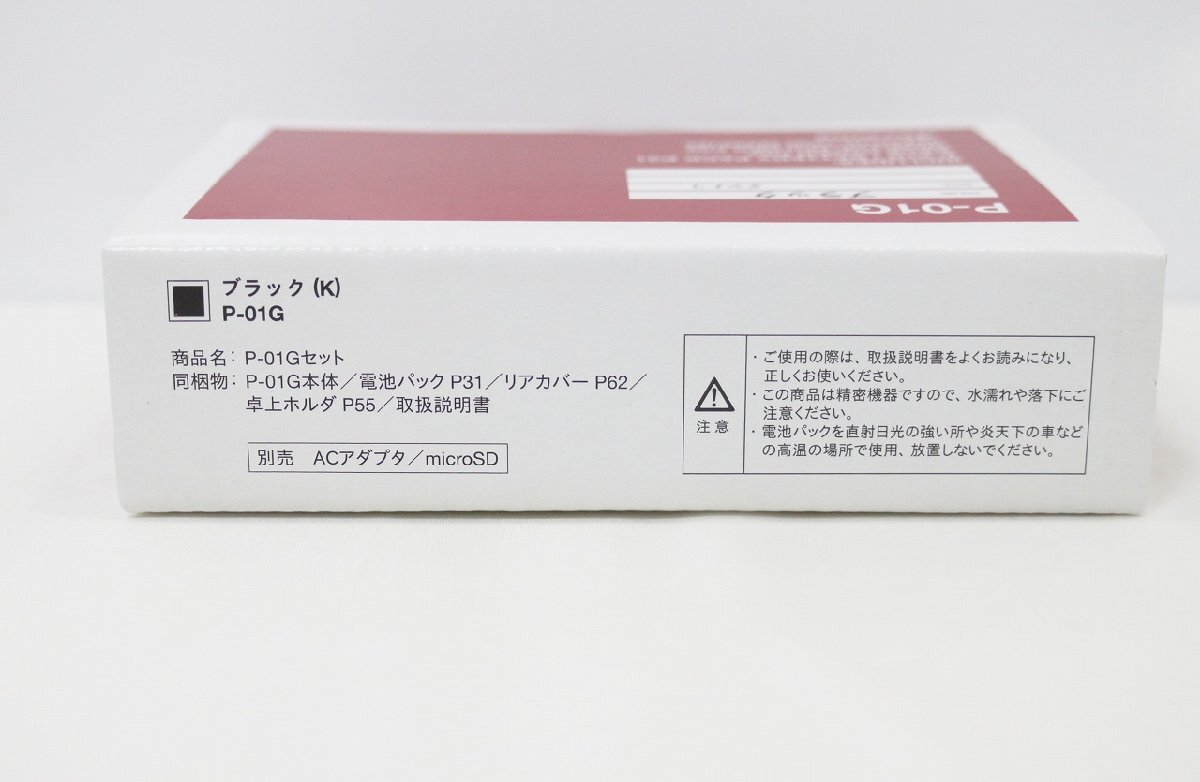 P-01G
ブラック
ブラック (K)
P-01G
商品名: P-01Gセット
同梱物: P-01G本体／電池パック P31／リアカバー P62／
卓上ホルダ P55／取扱説明書
別売 ACアダプタ／microSD
注意
・ご使用の際は、取扱説明書をよくお読みになり、
正しくお使いください。
・この商品は精密機器ですので、水濡れや落下にご
注意ください。
・電池パックを直射日光の強い所や炎天下の車など
の高温の場所で使用、放置しないでください。